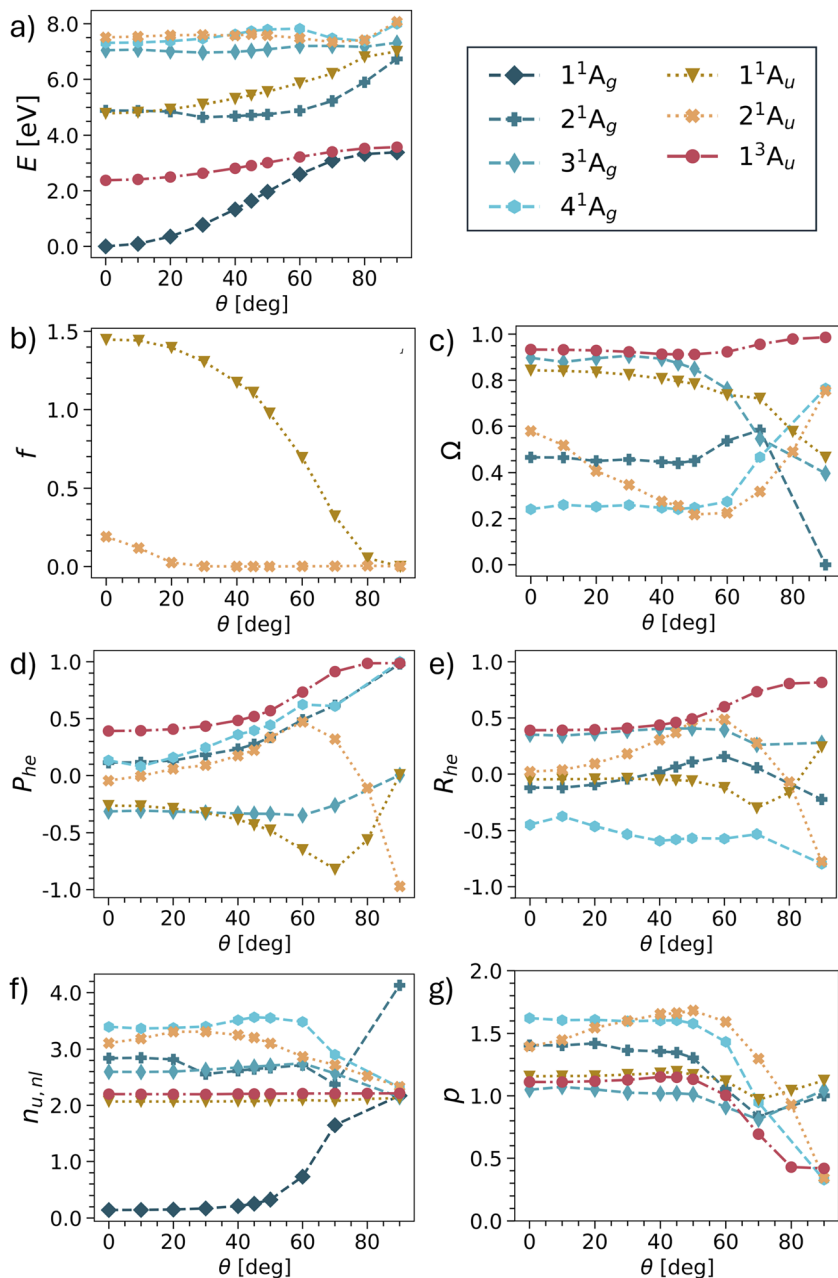 a)
E [eV]
8.0
6.0
4.0
2.0
0.0
0 20 40 60 80
θ [deg]
1¹A_g
2¹A_g
3¹A_g
4¹A_g
1¹A_u
2¹A_u
1³A_u
b)
f
1.5
1.0
0.5
0.0
0 20 40 60 80
θ [deg]
c)
Ω
1.0
0.8
0.6
0.4
0.2
0.0
0 20 40 60 80
θ [deg]
d)
P_he
1.0
0.5
0.0
-0.5
-1.0
0 20 40 60 80
θ [deg]
e)
R_he
1.0
0.5
0.0
-0.5
-1.0
0 20 40 60 80
θ [deg]
f)
n_u,nl
4.0
3.0
2.0
1.0
0.0
0 20 40 60 80
θ [deg]
g)
p
2.0
1.5
1.0
0.5
0.0
0 20 40 60 80
θ [deg]